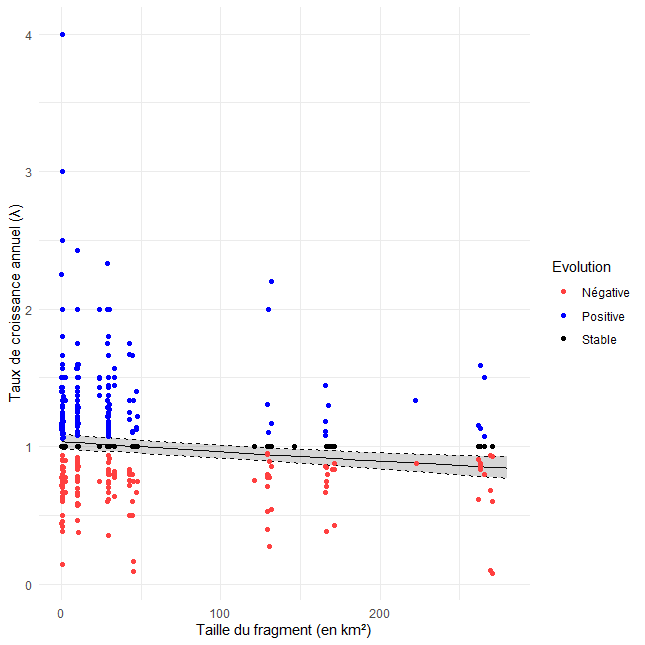 4
3
2
1
0
Taux de croissance annuel (λ)
0
100
200
Taille du fragment (en km²)
Evolution
Négative
Positive
Stable